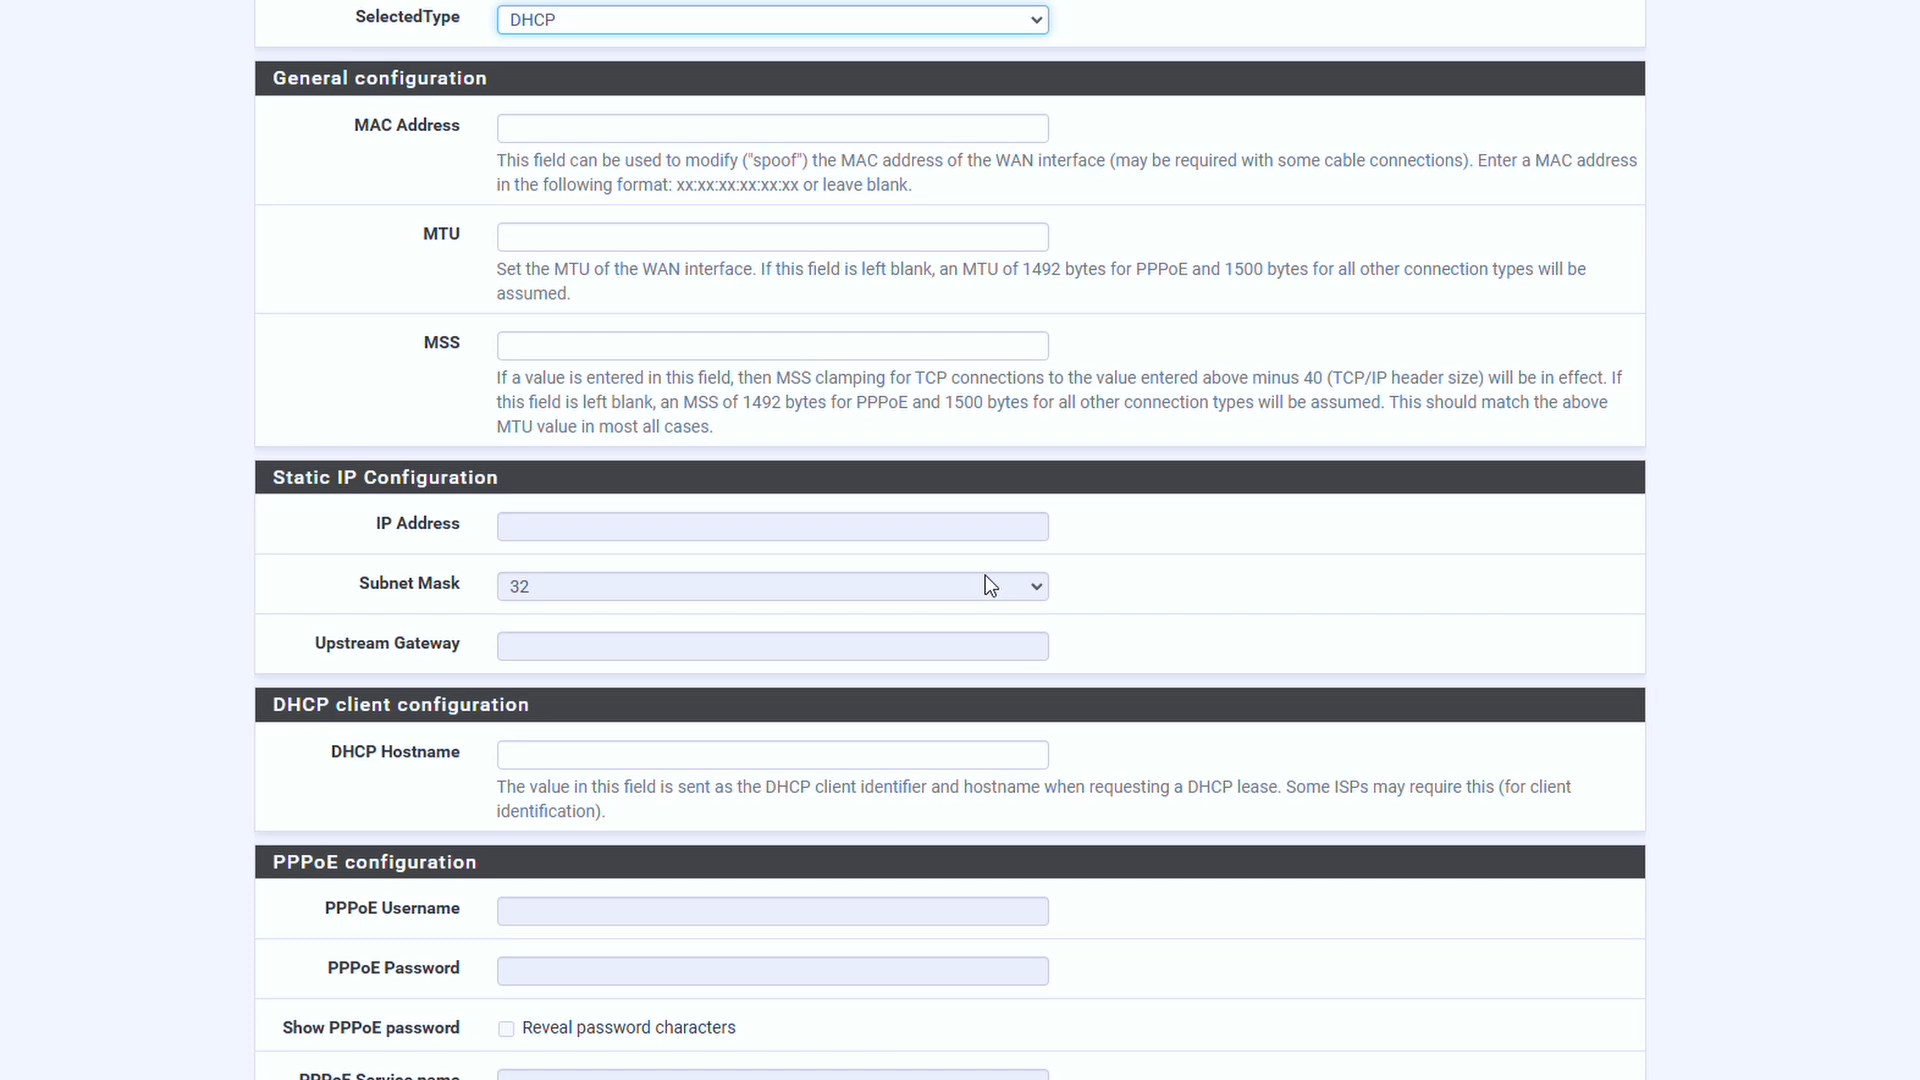 SelectedType
DHCP
General configuration
MAC Address
This field can be used to modify ("spoof") the MAC address of the WAN interface (may be required with some cable connections). Enter a MAC address
in the following format: xx:xx:xx:xx:xx:xx or leave blank.
MTU
Set the MTU of the WAN interface. If this field is left blank, an MTU of 1492 bytes for PPPoE and 1500 bytes for all other connection types will be
assumed.
MSS
If a value is entered in this field, then MSS clamping for TCP connections to the value entered above minus 40 (TCP/IP header size) will be in effect. If
this field is left blank, an MSS of 1492 bytes for PPPoE and 1500 bytes for all other connection types will be assumed. This should match the above
MTU value in most all cases.
Static IP Configuration
IP Address
Subnet Mask
32
Upstream Gateway
DHCP client configuration
DHCP Hostname
The value in this field is sent as the DHCP client identifier and hostname when requesting a DHCP lease. Some ISPs may require this (for client
identification).
PPPoE configuration
PPPoE Username
PPPoE Password
Show PPPoE password
Reveal password characters
PPPoE Service name